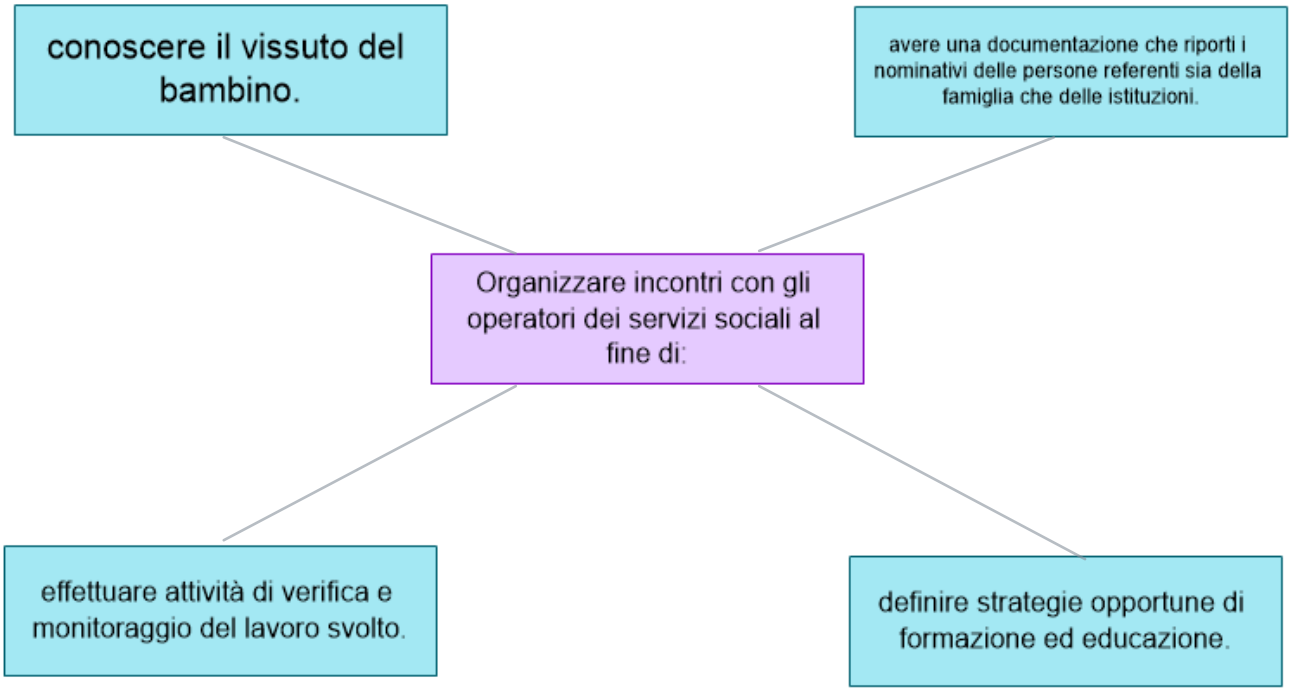 conoscere il vissuto del
bambino.
avere una documentazione che riporti i
nominativi delle persone referenti sia della
famiglia che delle istituzioni.
Organizzare incontri con gli
operatori dei servizi sociali al
fine di:
effettuare attività di verifica e
monitoraggio del lavoro svolto.
definire strategie opportune di
formazione ed educazione.